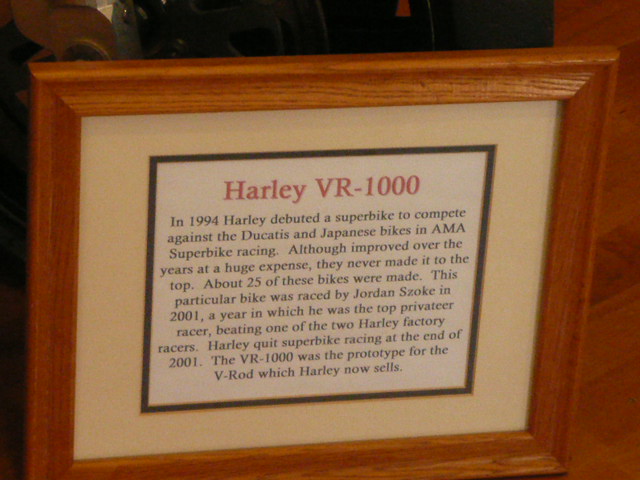 Harley VR-1000
In 1994 Harley debuted a superbike to compete
against the Ducatis and Japanese bikes in AMA
Superbike racing. Although improved over the
years at a huge expense, they never made it to the
top. About 25 of these bikes were made. This
particular bike was raced by Jordan Szoke in
2001, a year in which he was the top privateer
racer, beating one of the two Harley factory
racers. Harley quit superbike racing at the end of
2001. The VR-1000 was the prototype for the
V-Rod which Harley now sells.